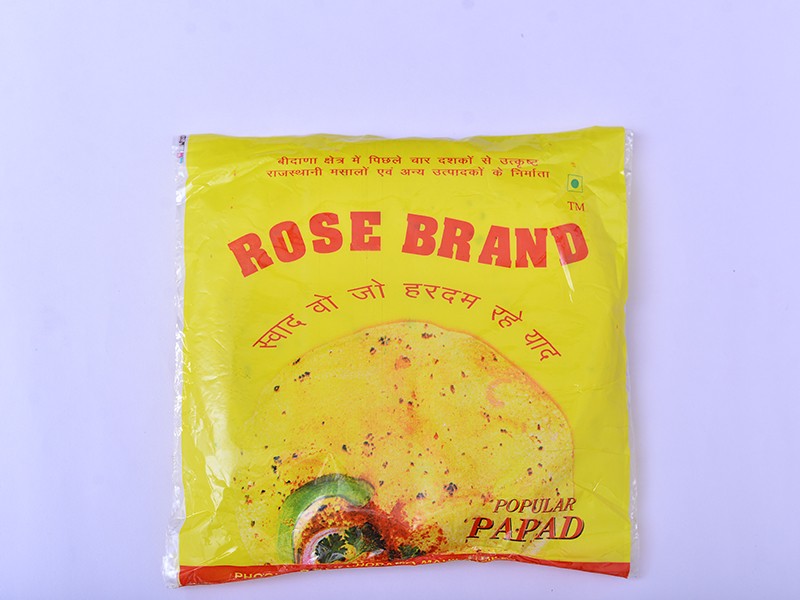 बीदाणा क्षेत्र में पिछले चार दशकों से उत्कृष्ट
राजस्थानी मसालों एवं अन्य उत्पादकों के निर्माता
TM
ROSE BRAND
स्वाद वो जो हरदम रहे याद
POPULAR
PAPAD